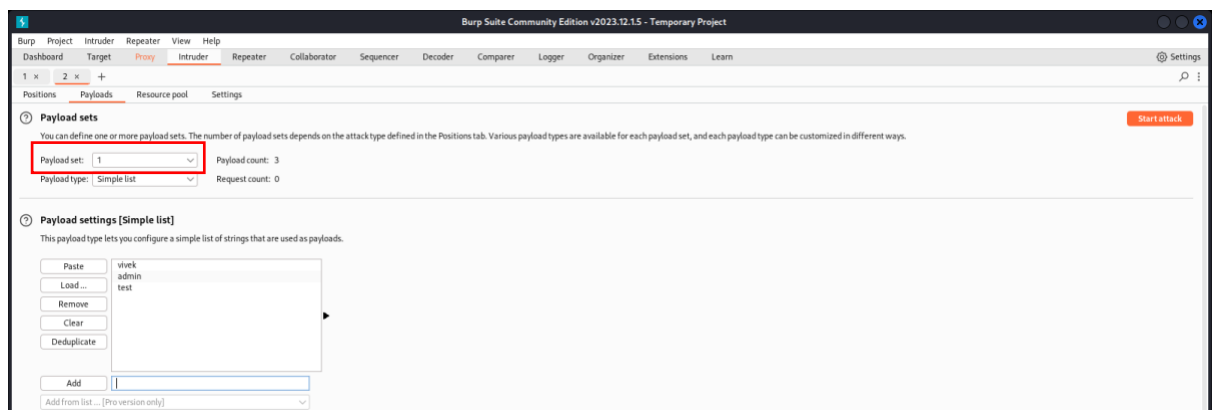 Burp Suite Community Edition v2023.12.1.5 - Temporary Project
Burp Project Intruder Repeater View Help
Dashboard Target Proxy Intruder Repeater Collaborator Sequencer Decoder Comparer Logger Organizer Extensions Learn Settings
1 × 2 × +
Positions Payloads Resource pool Settings
? Payload sets Start attack
You can define one or more payload sets. The number of payload sets depends on the attack type defined in the Positions tab. Various payload types are available for each payload set, and each payload type can be customized in different ways.
Payload set: 1 Payload count: 3
Payload type: Simple list Request count: 0
? Payload settings [Simple list]
This payload type lets you configure a simple list of strings that are used as payloads.
Paste vivek
admin
Load ... test
Remove
Clear
Deduplicate
Add
Add from list ... [Pro version only]